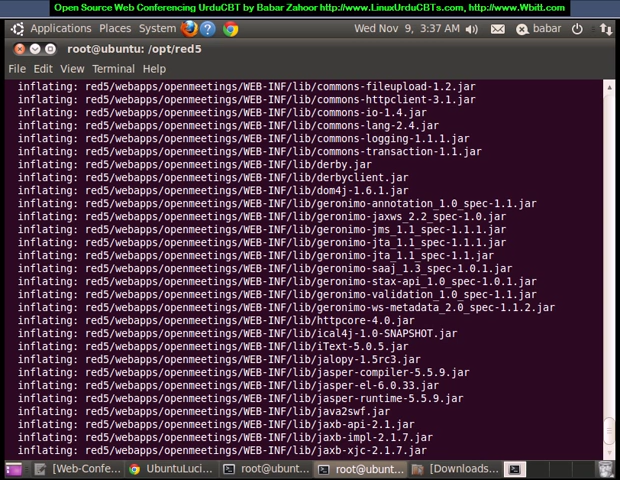 Open Source Web Conferencing UrduCBT by Babar Zahoor http://www.LinuxUrduCBTs.com, http://www.Wbitt.com
Applications Places System Wed Nov 9, 3:37 AM babar
root@ubuntu: /opt/red5
File Edit View Terminal Help
inflating: red5/webapps/openmeetings/WEB-INF/lib/commons-fileupload-1.2.jar
inflating: red5/webapps/openmeetings/WEB-INF/lib/commons-httpclient-3.1.jar
inflating: red5/webapps/openmeetings/WEB-INF/lib/commons-io-1.4.jar
inflating: red5/webapps/openmeetings/WEB-INF/lib/commons-lang-2.4.jar
inflating: red5/webapps/openmeetings/WEB-INF/lib/commons-logging-1.1.1.jar
inflating: red5/webapps/openmeetings/WEB-INF/lib/commons-transaction-1.1.jar
inflating: red5/webapps/openmeetings/WEB-INF/lib/derby.jar
inflating: red5/webapps/openmeetings/WEB-INF/lib/derbyclient.jar
inflating: red5/webapps/openmeetings/WEB-INF/lib/dom4j-1.6.1.jar
inflating: red5/webapps/openmeetings/WEB-INF/lib/geronimo-annotation_1.0_spec-1.1.jar
inflating: red5/webapps/openmeetings/WEB-INF/lib/geronimo-jaxws_2.2_spec-1.0.jar
inflating: red5/webapps/openmeetings/WEB-INF/lib/geronimo-jms_1.1_spec-1.1.1.jar
inflating: red5/webapps/openmeetings/WEB-INF/lib/geronimo-jta_1.1_spec-1.1.1.jar
inflating: red5/webapps/openmeetings/WEB-INF/lib/geronimo-jta_1.1_spec-1.1.jar
inflating: red5/webapps/openmeetings/WEB-INF/lib/geronimo-saaj_1.3_spec-1.0.1.jar
inflating: red5/webapps/openmeetings/WEB-INF/lib/geronimo-stax-api_1.0_spec-1.0.1.jar
inflating: red5/webapps/openmeetings/WEB-INF/lib/geronimo-validation_1.0_spec-1.1.jar
inflating: red5/webapps/openmeetings/WEB-INF/lib/geronimo-ws-metadata_2.0_spec-1.1.2.jar
inflating: red5/webapps/openmeetings/WEB-INF/lib/httpcore-4.0.jar
inflating: red5/webapps/openmeetings/WEB-INF/lib/ical4j-1.0-SNAPSHOT.jar
inflating: red5/webapps/openmeetings/WEB-INF/lib/iText-5.0.5.jar
inflating: red5/webapps/openmeetings/WEB-INF/lib/jalopy-1.5rc3.jar
inflating: red5/webapps/openmeetings/WEB-INF/lib/jasper-compiler-5.5.9.jar
inflating: red5/webapps/openmeetings/WEB-INF/lib/jasper-el-6.0.33.jar
inflating: red5/webapps/openmeetings/WEB-INF/lib/jasper-runtime-5.5.9.jar
inflating: red5/webapps/openmeetings/WEB-INF/lib/java2swf.jar
inflating: red5/webapps/openmeetings/WEB-INF/lib/jaxb-api-2.1.jar
inflating: red5/webapps/openmeetings/WEB-INF/lib/jaxb-impl-2.1.7.jar
inflating: red5/webapps/openmeetings/WEB-INF/lib/jaxb-xjc-2.1.7.jar
[Web-Confe... UbuntuLuci... root@ubunt... root@ubunt... [Downloads...